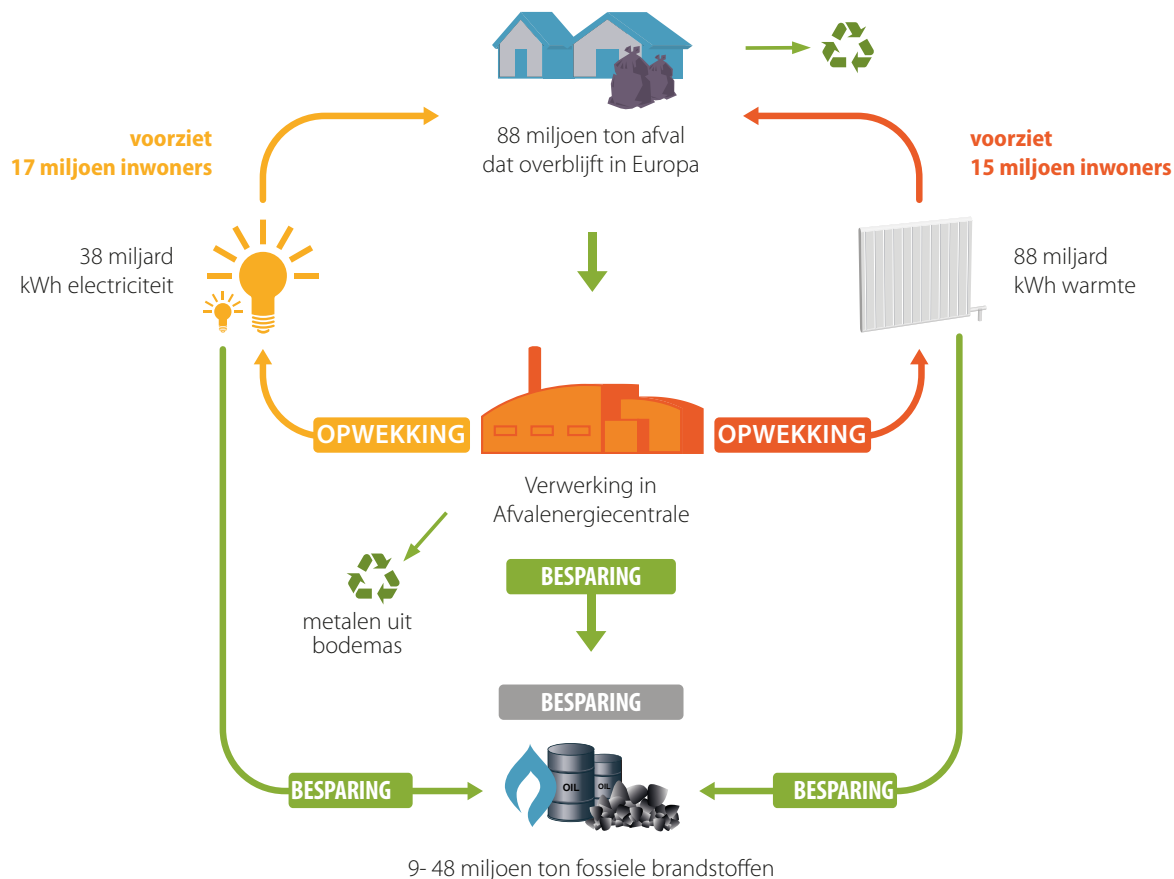 88 miljoen ton afval
dat overblijft in Europa
voorziet
17 miljoen inwoners
voorziet
15 miljoen inwoners
38 miljard
kWh electriciteit
88 miljard
kWh warmte
OPWEKKING
OPWEKKING
Verwerking in
Afvalenergiecentrale
BESPARING
metalen uit
bodemas
BESPARING
OIL
OIL
BESPARING
BESPARING
9- 48 miljoen ton fossiele brandstoffen